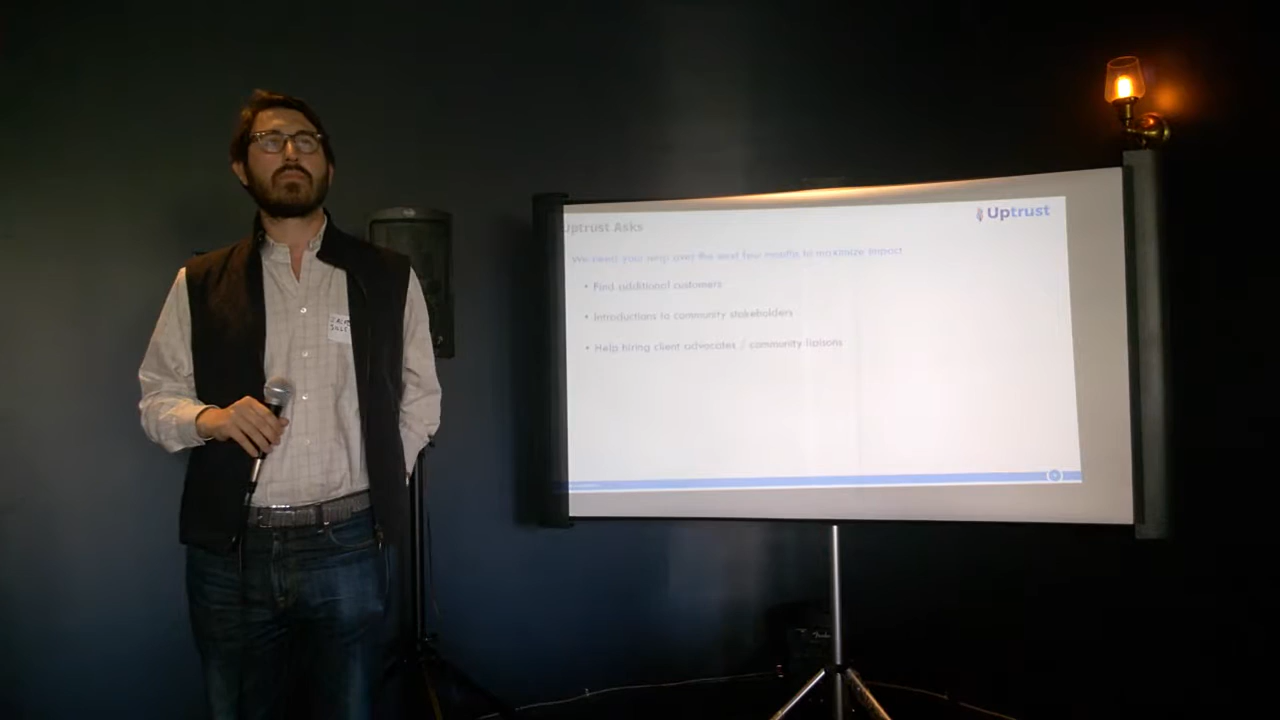 Uptrust
Uptrust Asks
We need your help over the next few months to maximize impact
• Find additional customers
• Introductions to community stakeholders
• Help hiring client advocates / community liaisons
Fender